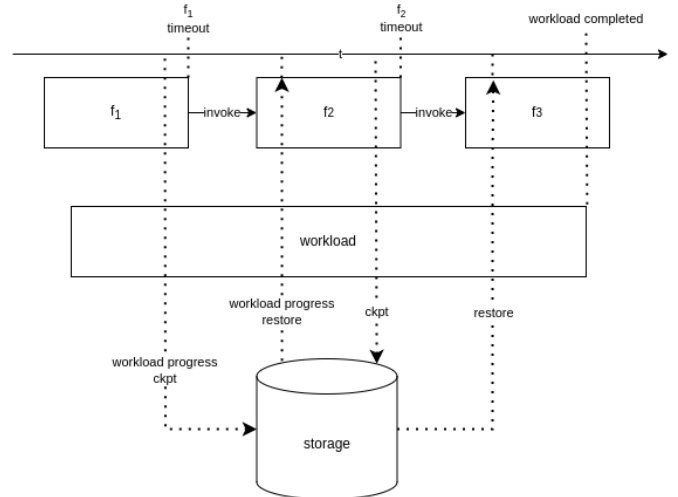 f1
timeout
f2
timeout
workload completed
t
f1
invoke
f2
invoke
f3
workload
workload progress
restore
ckpt
restore
workload progress
ckpt
storage